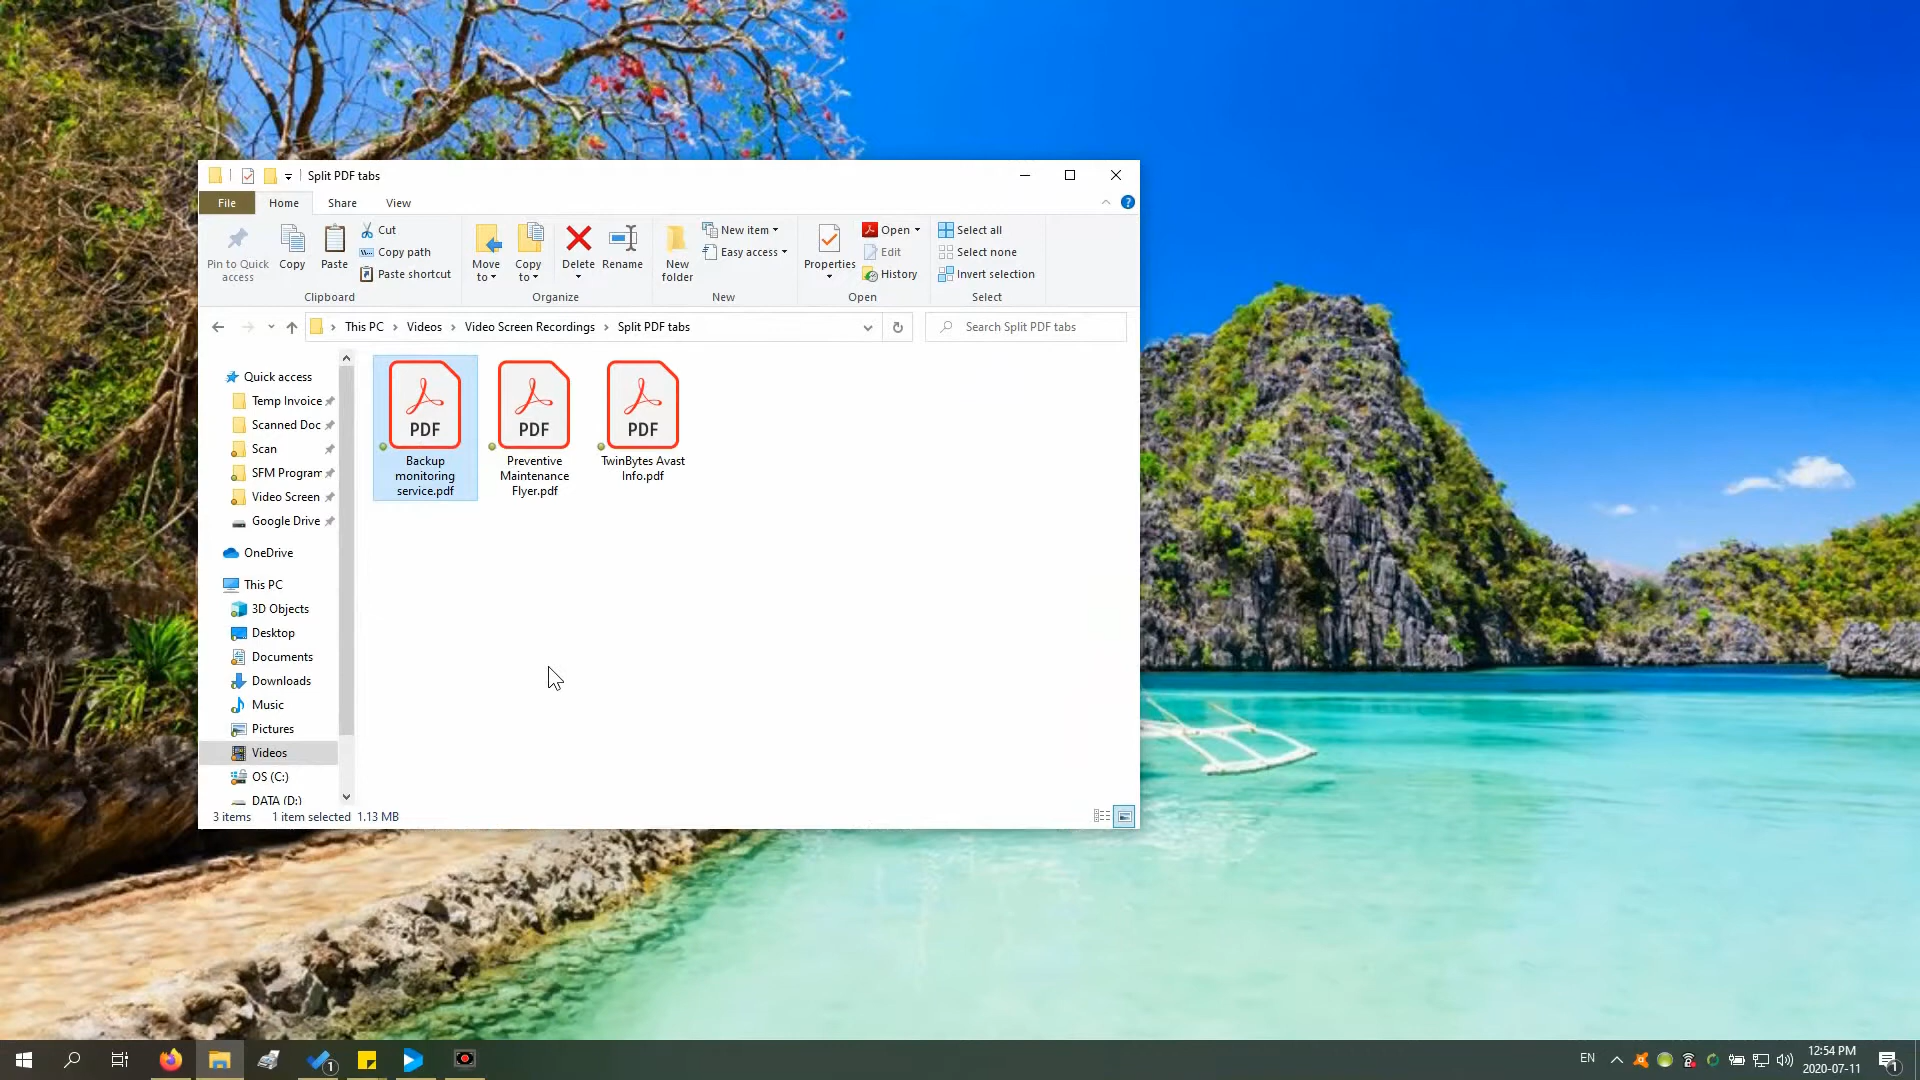 Split PDF tabs
File Home Share View
Pin to Quick access
Copy
Paste
Cut
Copy path
Paste shortcut
Clipboard
Move to
Copy to
Delete
Rename
Organize
New folder
New item
Easy access
New
Properties
Open
Edit
History
Open
Select all
Select none
Invert selection
Select
This PC Videos Video Screen Recordings Split PDF tabs
Search Split PDF tabs
Quick access
Temp Invoice
Scanned Doc
Scan
SFM Program
Video Screen
Google Drive
OneDrive
This PC
3D Objects
Desktop
Documents
Downloads
Music
Pictures
Videos
OS (C:)
DATA (D:)
PDF
Backup
monitoring
service.pdf
PDF
Preventive
Maintenance
Flyer.pdf
PDF
TwinBytes Avast
Info.pdf
3 items 1 item selected 1.13 MB
1
EN
12:54 PM
2020-07-11
1